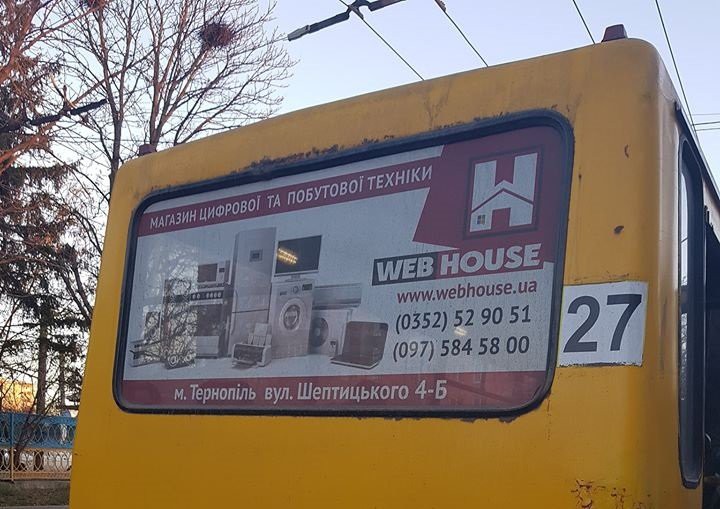 МАГАЗИН ЦИФРОВОЇ ТА ПОБУТОВОЇ ТЕХНІКИ
WEB HOUSE
www.webhouse.ua
(0352) 52 90 51
(097) 584 58 00
27
м. Тернопіль вул. Шептицького 4-Б